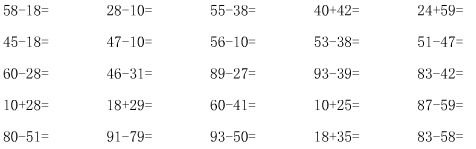 58-18= 28-10= 55-38= 40+42= 24+59=
45-18= 47-10= 56-10= 53-38= 51-47=
60-28= 46-31= 89-27= 93-39= 83-42=
10+28= 18+29= 60-41= 10+25= 87-59=
80-51= 91-79= 93-50= 18+35= 83-58=